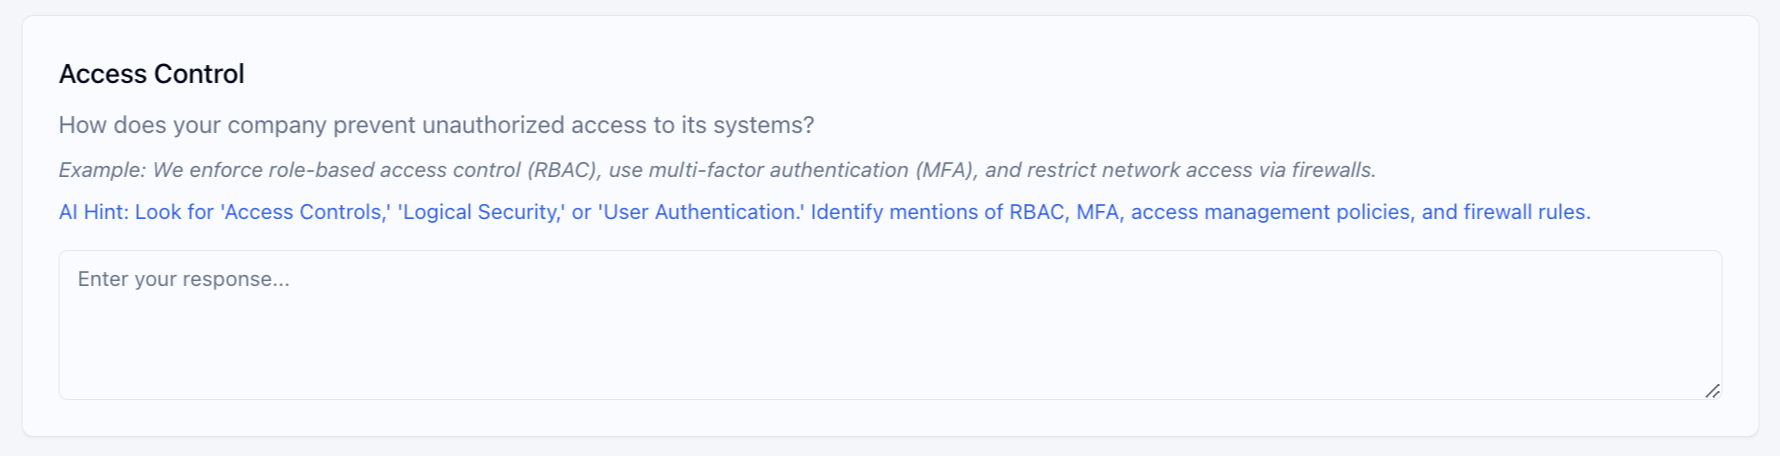 Access Control
How does your company prevent unauthorized access to its systems?
Example: We enforce role-based access control (RBAC), use multi-factor authentication (MFA), and restrict network access via firewalls.
AI Hint: Look for 'Access Controls,' 'Logical Security,' or 'User Authentication.' Identify mentions of RBAC, MFA, access management policies, and firewall rules.
Enter your response...